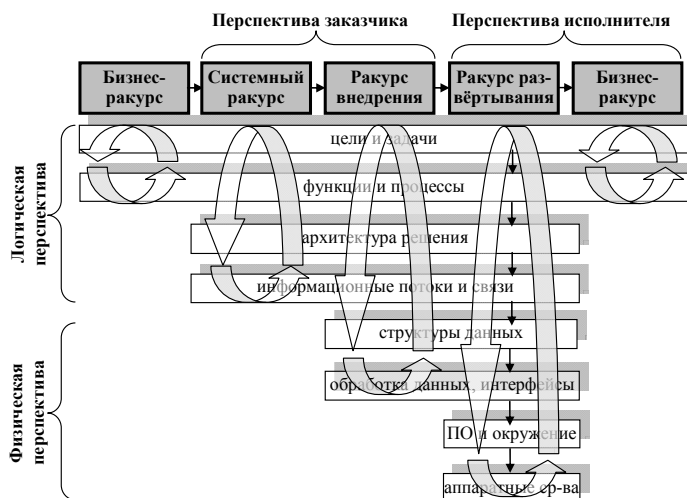 Перспектива заказчика
Перспектива исполнителя
Бизнес-
ракурс
Системный
ракурс
Ракурс
внедрения
Ракурс раз-
вёртывания
Бизнес-
ракурс
Логическая
перспектива
цели и задачи
функции и процессы
архитектура решения
информационные потоки и связи
Физическая
перспектива
структуры данных
обработка данных, интерфейсы
ПО и окружение
аппаратные ср-ва